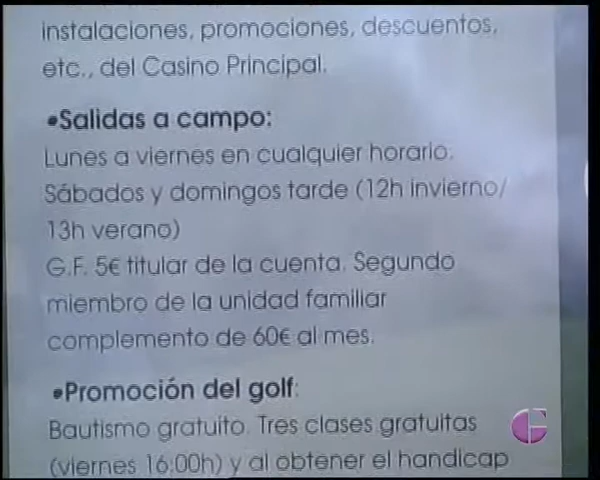 instalaciones, promociones, descuentos,
etc., del Casino Principal.
•Salidas a campo:
Lunes a viernes en cualquier horario.
Sábados y domingos tarde (12h invierno/
13h verano)
G.F. 5€ titular de la cuenta. Segundo
miembro de la unidad familiar
complemento de 60€ al mes.
•Promoción del golf:
Bautismo gratuito. Tres clases gratuitas
(viernes 16:00h) y al obtener el handicap